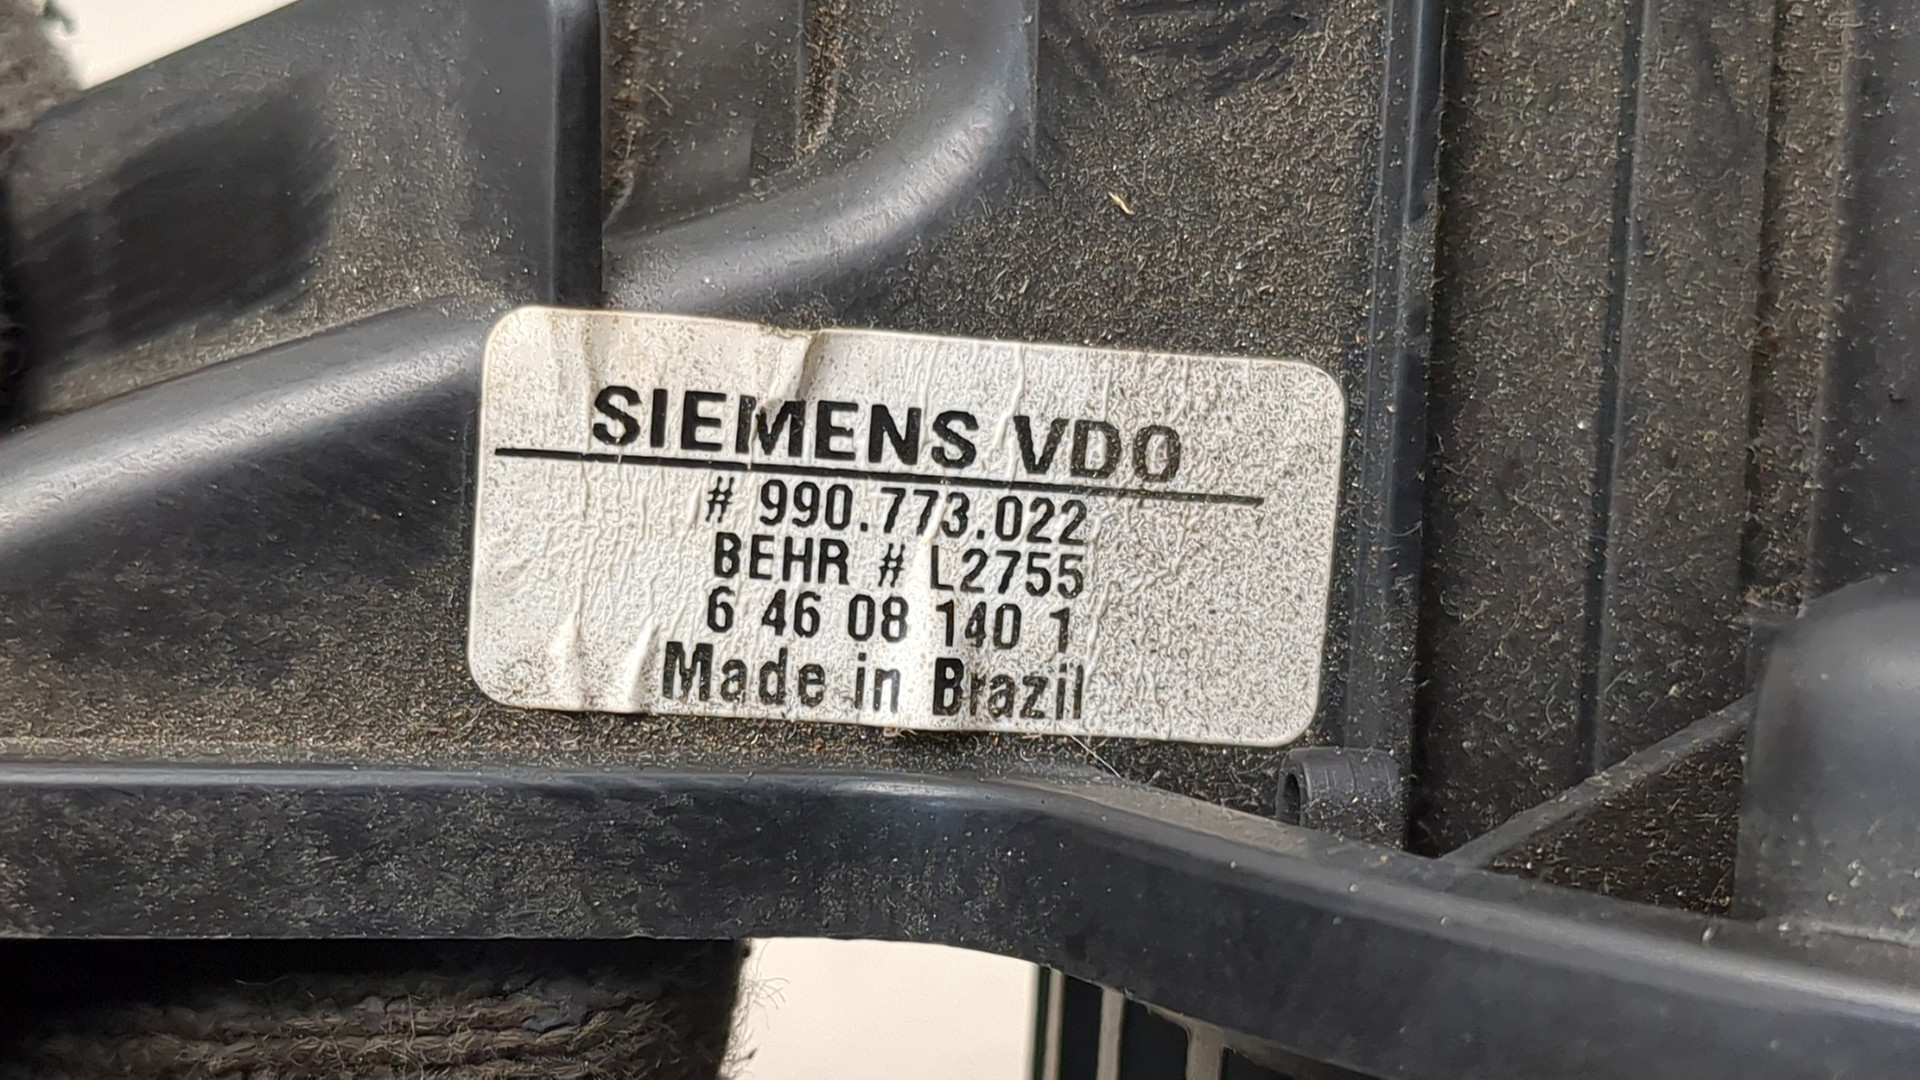 SIEMENS VDO
# 990.773.022
BEHR # L2755
6 46 08 140 1
Made in Brazil